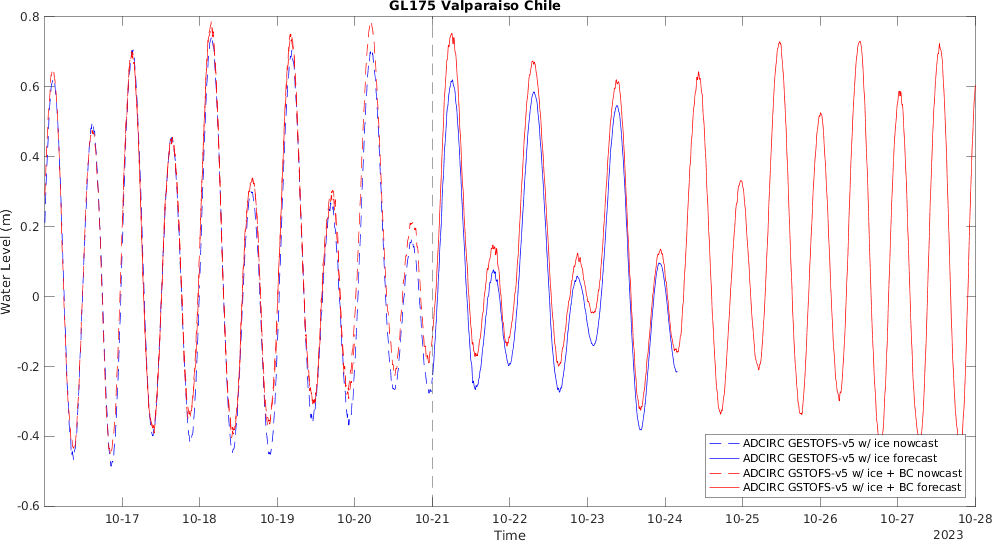 GL175 Valparaiso Chile
Water Level (m)
0.8
0.6
0.4
0.2
0
-0.2
-0.4
-0.6
ADCIRC GESTOFS-v5 w/ ice nowcast
ADCIRC GESTOFS-v5 w/ ice forecast
ADCIRC GSTOFS-v5 w/ ice + BC nowcast
ADCIRC GSTOFS-v5 w/ ice + BC forecast
10-17 10-18 10-19 10-20 10-21 10-22 10-23 10-24 10-25 10-26 10-27 10-28
Time
2023